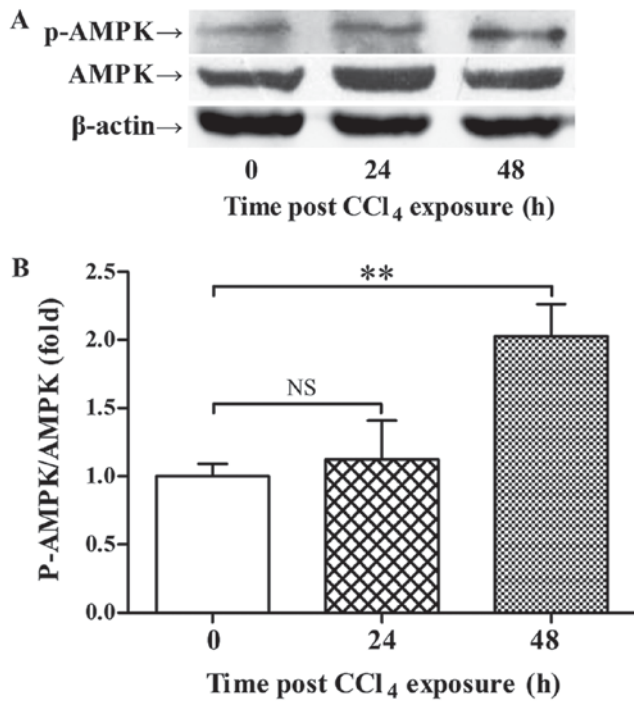 A
p-AMPK→
AMPK→
β-actin→
0 24 48
Time post CCl₄ exposure (h)
B
P-AMPK/AMPK (fold)
2.5
2.0
1.5
1.0
0.5
0.0
**
NS
0 24 48
Time post CCl₄ exposure (h)